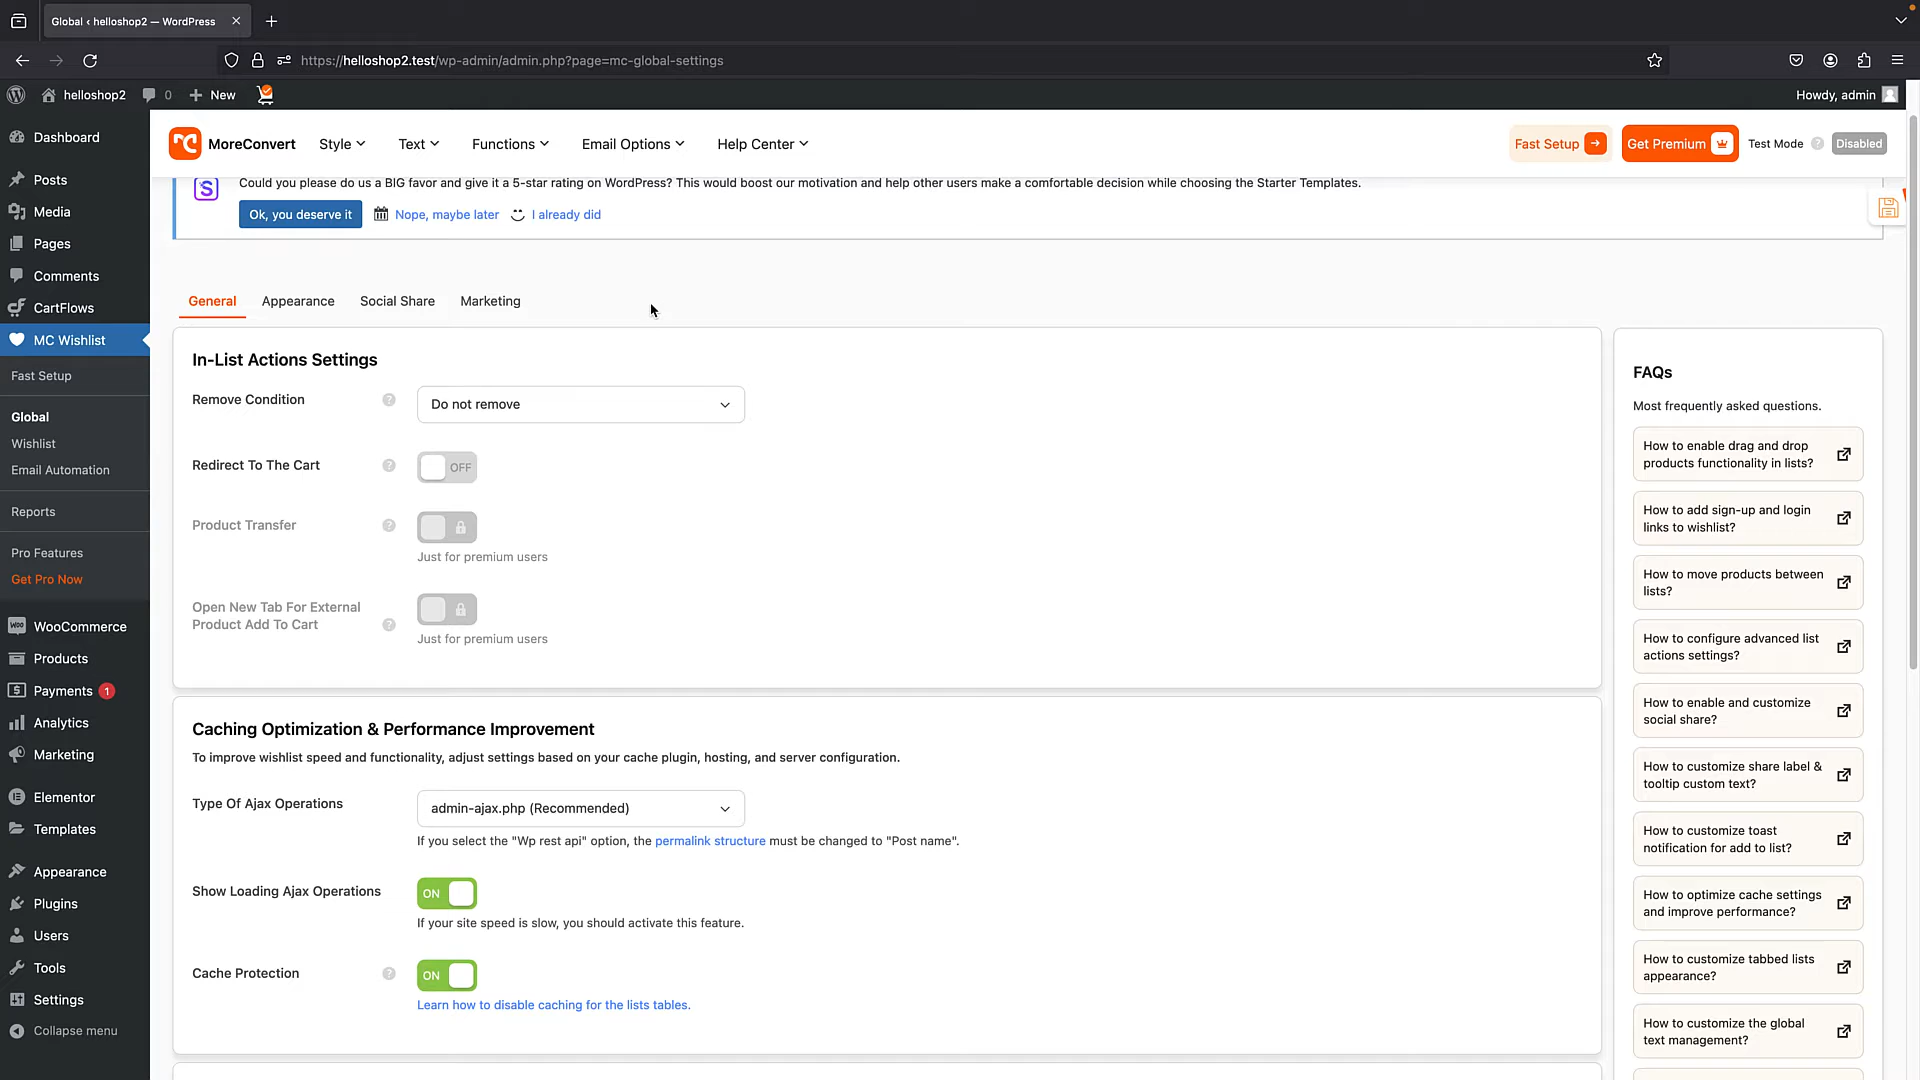 Global ‹ helloshop2 — WordPress
https://helloshop2.test/wp-admin/admin.php?page=mc-global-settings
helloshop2
0
New
Howdy, admin
Dashboard
Posts
Media
Pages
Comments
CartFlows
MC Wishlist
Fast Setup
Global
Wishlist
Email Automation
Reports
Pro Features
Get Pro Now
WooCommerce
Products
Payments 1
Analytics
Marketing
Elementor
Templates
Appearance
Plugins
Users
Tools
Settings
Collapse menu
MoreConvert
Style
Text
Functions
Email Options
Help Center
Fast Setup
Get Premium
Test Mode
Disabled
Could you please do us a BIG favor and give it a 5-star rating on WordPress? This would boost our motivation and help other users make a comfortable decision while choosing the Starter Templates.
Ok, you deserve it
Nope, maybe later
I already did
General
Appearance
Social Share
Marketing
In-List Actions Settings
Remove Condition
Do not remove
Redirect To The Cart
OFF
Product Transfer
Just for premium users
Open New Tab For External
Product Add To Cart
Just for premium users
Caching Optimization & Performance Improvement
To improve wishlist speed and functionality, adjust settings based on your cache plugin, hosting, and server configuration.
Type Of Ajax Operations
admin-ajax.php (Recommended)
If you select the "Wp rest api" option, the permalink structure must be changed to "Post name".
Show Loading Ajax Operations
ON
If your site speed is slow, you should activate this feature.
Cache Protection
ON
Learn how to disable caching for the lists tables.
FAQs
Most frequently asked questions.
How to enable drag and drop
products functionality in lists?
How to add sign-up and login
links to wishlist?
How to move products between
lists?
How to configure advanced list
actions settings?
How to enable and customize
social share?
How to customize share label &
tooltip custom text?
How to customize toast
notification for add to list?
How to optimize cache settings
and improve performance?
How to customize tabbed lists
appearance?
How to customize the global
text management?